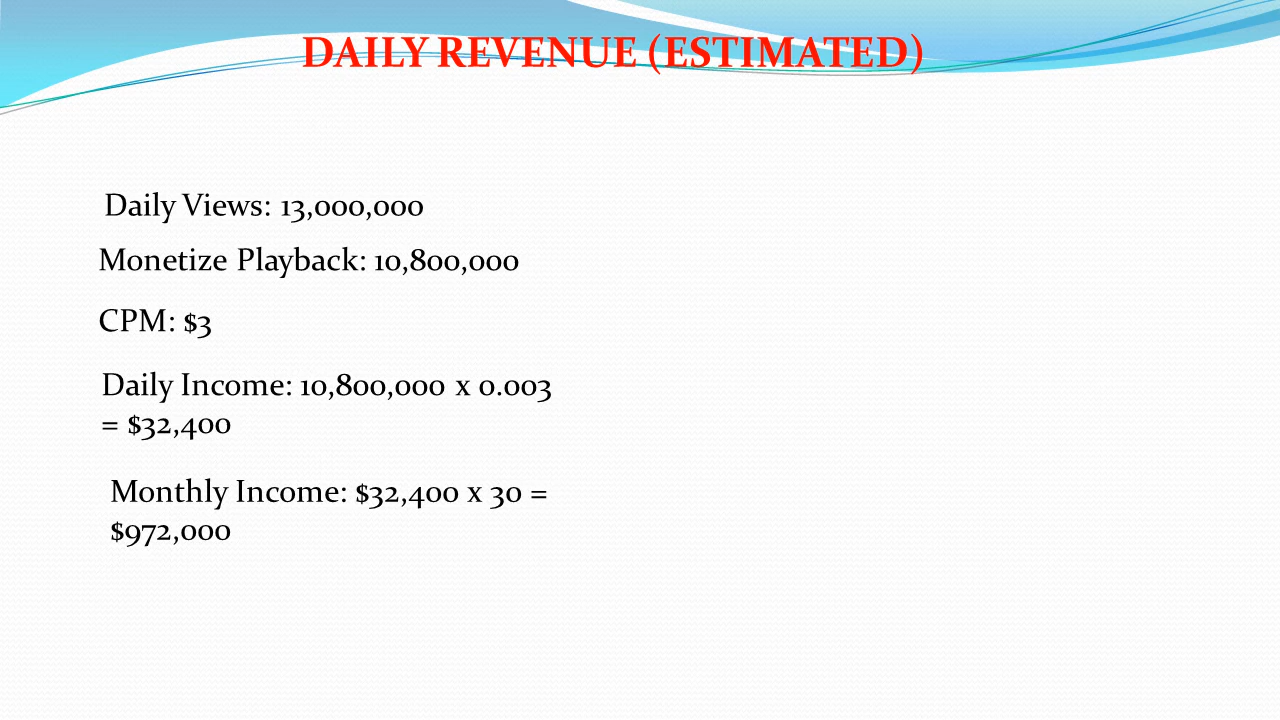 DAILY REVENUE (ESTIMATED)
Daily Views: 13,000,000
Monetize Playback: 10,800,000
CPM: $3
Daily Income: 10,800,000 x 0.003
= $32,400
Monthly Income: $32,400 x 30 =
$972,000